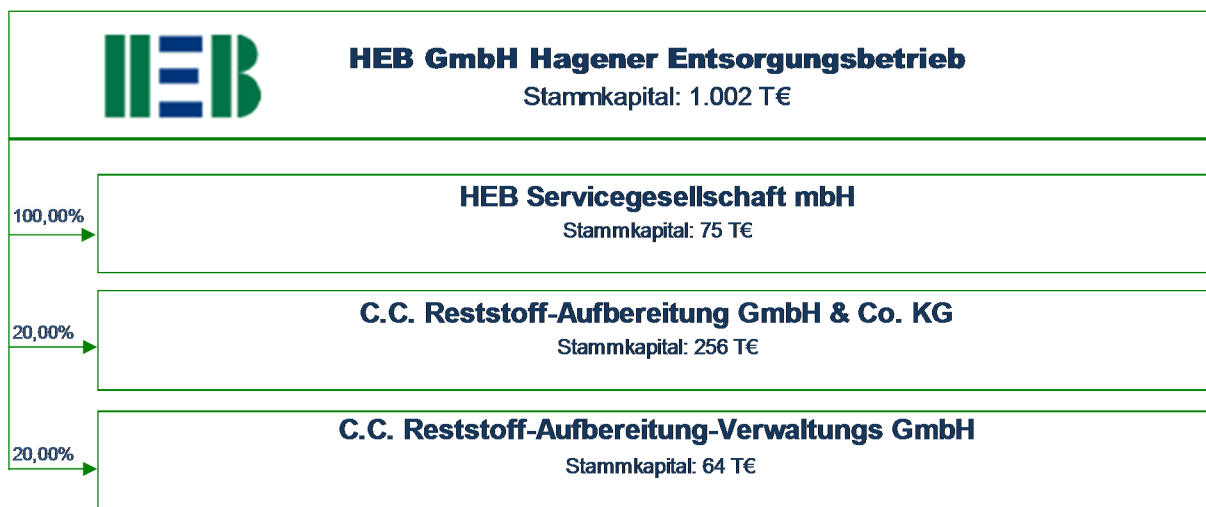 HEB
HEB GmbH Hagener Entsorgungsbetrieb
Stammkapital: 1.002 T€
100,00%
HEB Servicegesellschaft mbH
Stammkapital: 75 T€
20,00%
C.C. Reststoff-Aufbereitung GmbH & Co. KG
Stammkapital: 256 T€
20,00%
C.C. Reststoff-Aufbereitung-Verwaltungs GmbH
Stammkapital: 64 T€